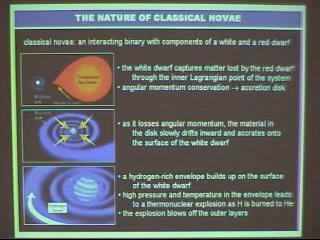 THE NATURE OF CLASSICAL NOVAE
classical novae: an interacting binary with components of a white and a red dwarf
• the white dwarf captures matter lost by the red dwarf
through the inner Lagrangian point of the system
• angular momentum conservation → accretion disk
• as it losses angular momentum, the material in
the disk slowly drifts inward and accrates onto
the surface of the white dwarf
• a hydrogen-rich envelope builds up on the surface
of the white dwarf
• high pressure and temperature in the envelope leads
to a thermonuclear explosion as H is burned to He
• the explosion blows off the outer layers